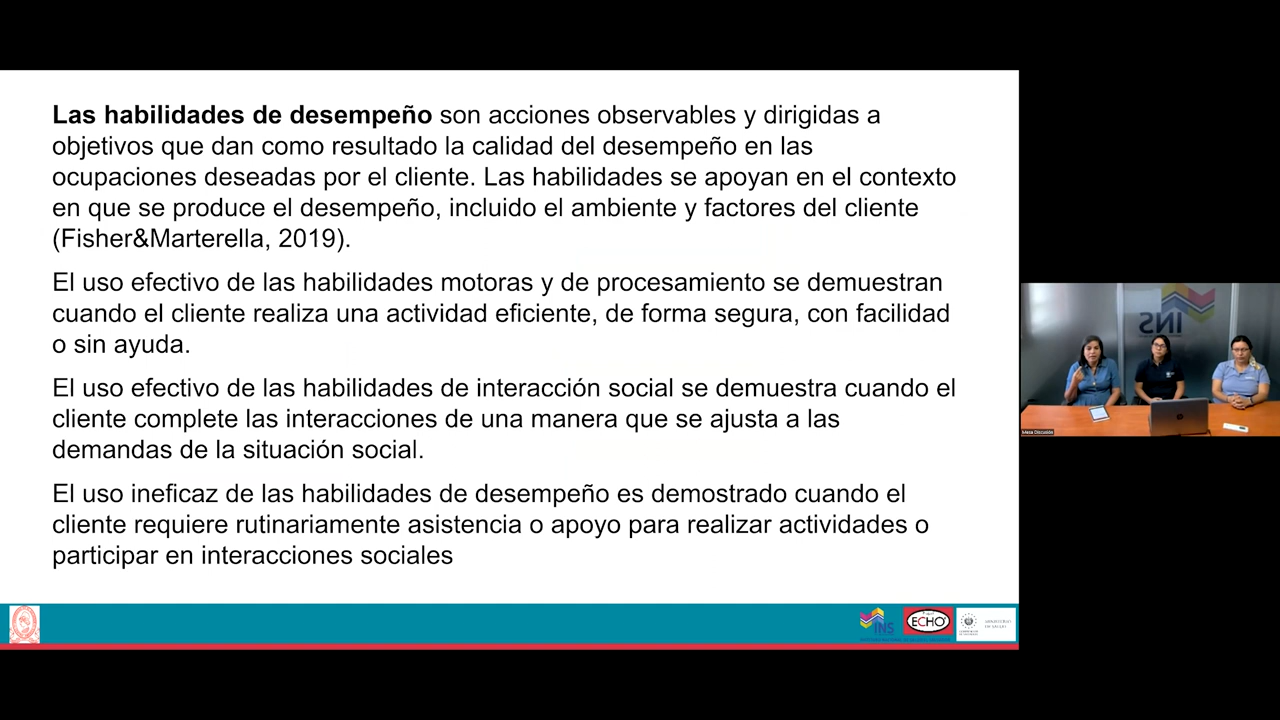 Las habilidades de desempeño son acciones observables y dirigidas a
objetivos que dan como resultado la calidad del desempeño en las
ocupaciones deseadas por el cliente. Las habilidades se apoyan en el contexto
en que se produce el desempeño, incluido el ambiente y factores del cliente
(Fisher&Marterella, 2019).
El uso efectivo de las habilidades motoras y de procesamiento se demuestran
cuando el cliente realiza una actividad eficiente, de forma segura, con facilidad
o sin ayuda.
El uso efectivo de las habilidades de interacción social se demuestra cuando el
cliente complete las interacciones de una manera que se ajusta a las
demandas de la situación social.
El uso ineficaz de las habilidades de desempeño es demostrado cuando el
cliente requiere rutinariamente asistencia o apoyo para realizar actividades o
participar en interacciones sociales
INS
Mesa Discusión
INS
ECHO
MINISTERIO
DE SALUD